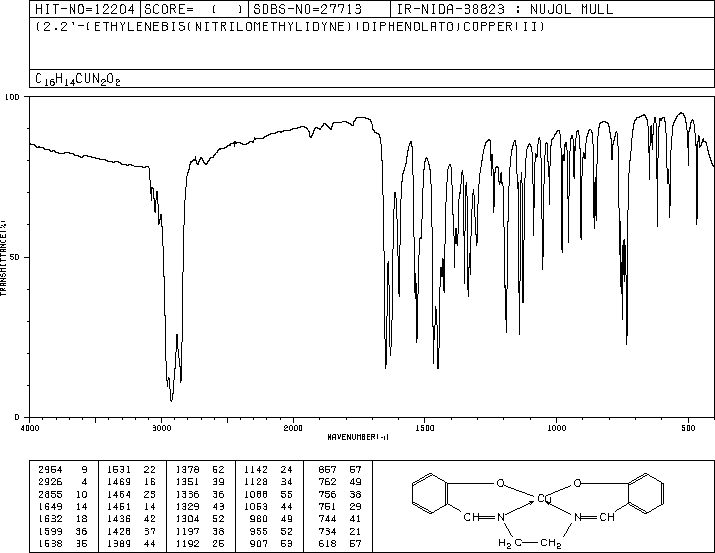 HIT-NO=12204 SCORE= ( ) SDBS-NO=27713 IR-NIDA-38823 : NUJOL MULL
(2,2'-(ETHYLENEBIS(NITRILOMETHYLIDYNE))DIPHENOLATO)COPPER(II)
C16H14CUN2O2
100
50
0
TRANSMITTANCE(%)
4000 3000 2000 1500 1000 500
WAVENUMBER(-1)
2954 9 1531 22 1378 62 1142 24 857 57
2926 4 1469 16 1351 39 1128 34 762 49
2855 10 1464 25 1336 36 1088 55 756 38
1649 14 1451 14 1329 43 1053 44 751 29
1632 18 1436 42 1304 52 980 49 744 41
1599 36 1428 37 1197 38 955 52 734 21
1538 35 1389 44 1192 25 907 53 618 57
O Cu O
CH=N N=CH
H2C CH2